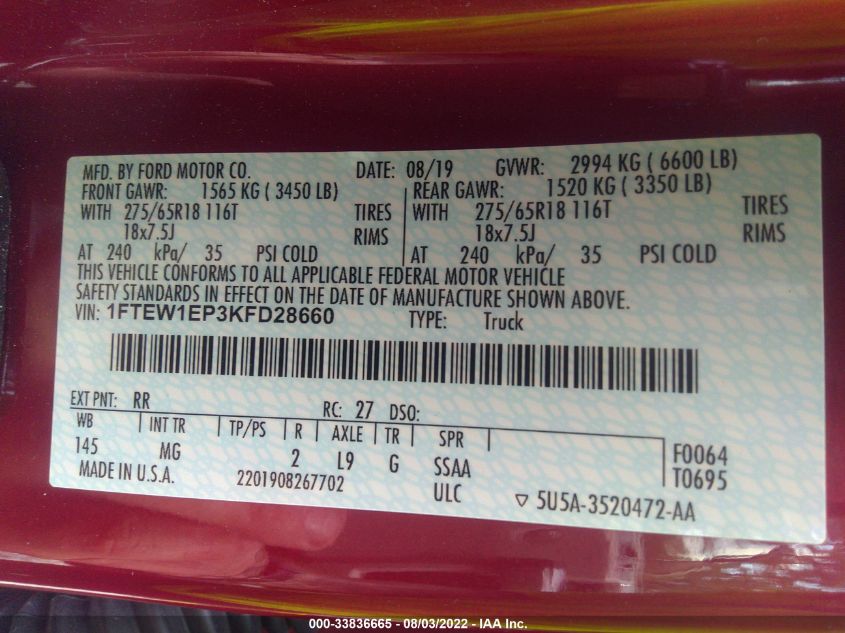 MFD. BY FORD MOTOR CO. DATE: 08/19 GVWR: 2994 KG ( 6600 LB)
FRONT GAWR: 1565 KG ( 3450 LB) REAR GAWR: 1520 KG ( 3350 LB)
WITH 275/65R18 116T TIRES WITH 275/65R18 116T TIRES
18x7.5J RIMS 18x7.5J RIMS
AT 240 kPa/ 35 PSI COLD AT 240 kPa/ 35 PSI COLD
THIS VEHICLE CONFORMS TO ALL APPLICABLE FEDERAL MOTOR VEHICLE
SAFETY STANDARDS IN EFFECT ON THE DATE OF MANUFACTURE SHOWN ABOVE.
VIN: 1FTEW1EP3KFD28660 TYPE: Truck
EXT PNT: RR RC: 27 DSO:
WB INT TR TP/PS R AXLE TR SPR
145 MG 2 L9 G SSAA F0064
MADE IN U.S.A. 2201908267702 ULC T0695
▽ 5U5A-3520472-AA
000-33836665 - 08/03/2022 - IAA Inc.